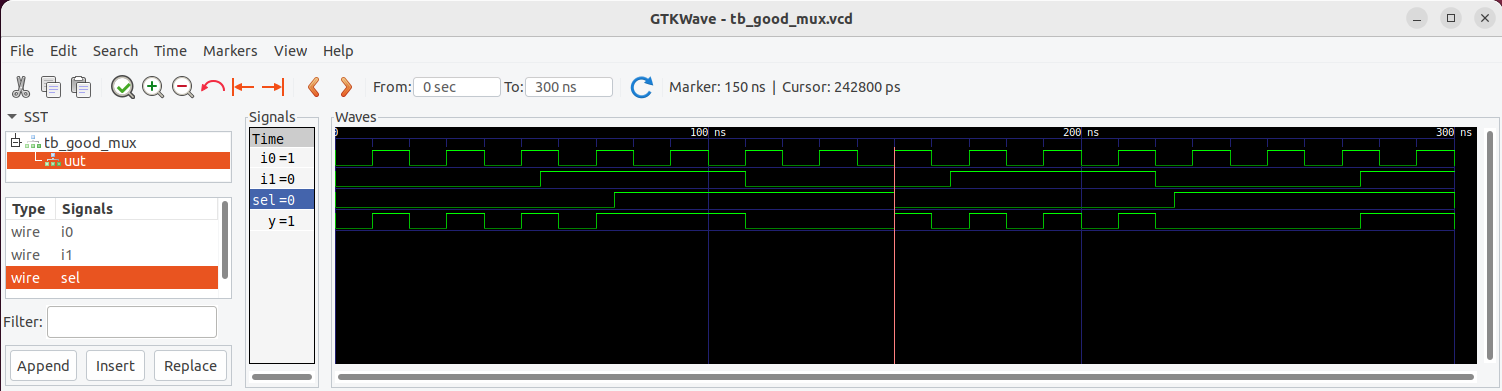 GTKWave - tb_good_mux.vcd
File Edit Search Time Markers View Help
From: 0 sec To: 300 ns Marker: 150 ns | Cursor: 242800 ps
SST
tb_good_mux
uut
Type Signals
wire i0
wire i1
wire sel
Filter:
Append Insert Replace
Signals
Time
i0=1
i1=0
sel=0
y=1
Waves
0 100 ns 200 ns 300 ns